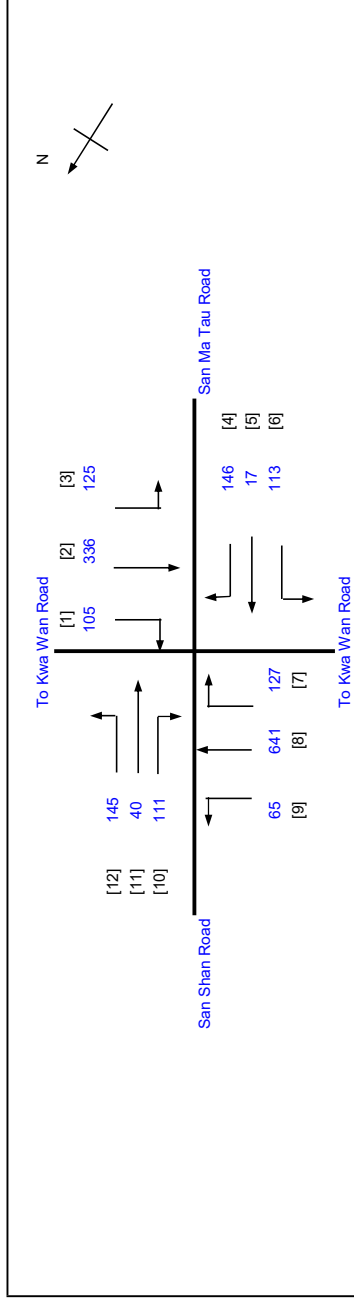 N
To Kwa Wan Road
[1] [2] [3]
105 336 125
[12] 145
[11] 40
[10] 111
San Shan Road
San Ma Tau Road
146 [4]
17 [5]
113 [6]
65 641 127
[9] [8] [7]
To Kwa Wan Road